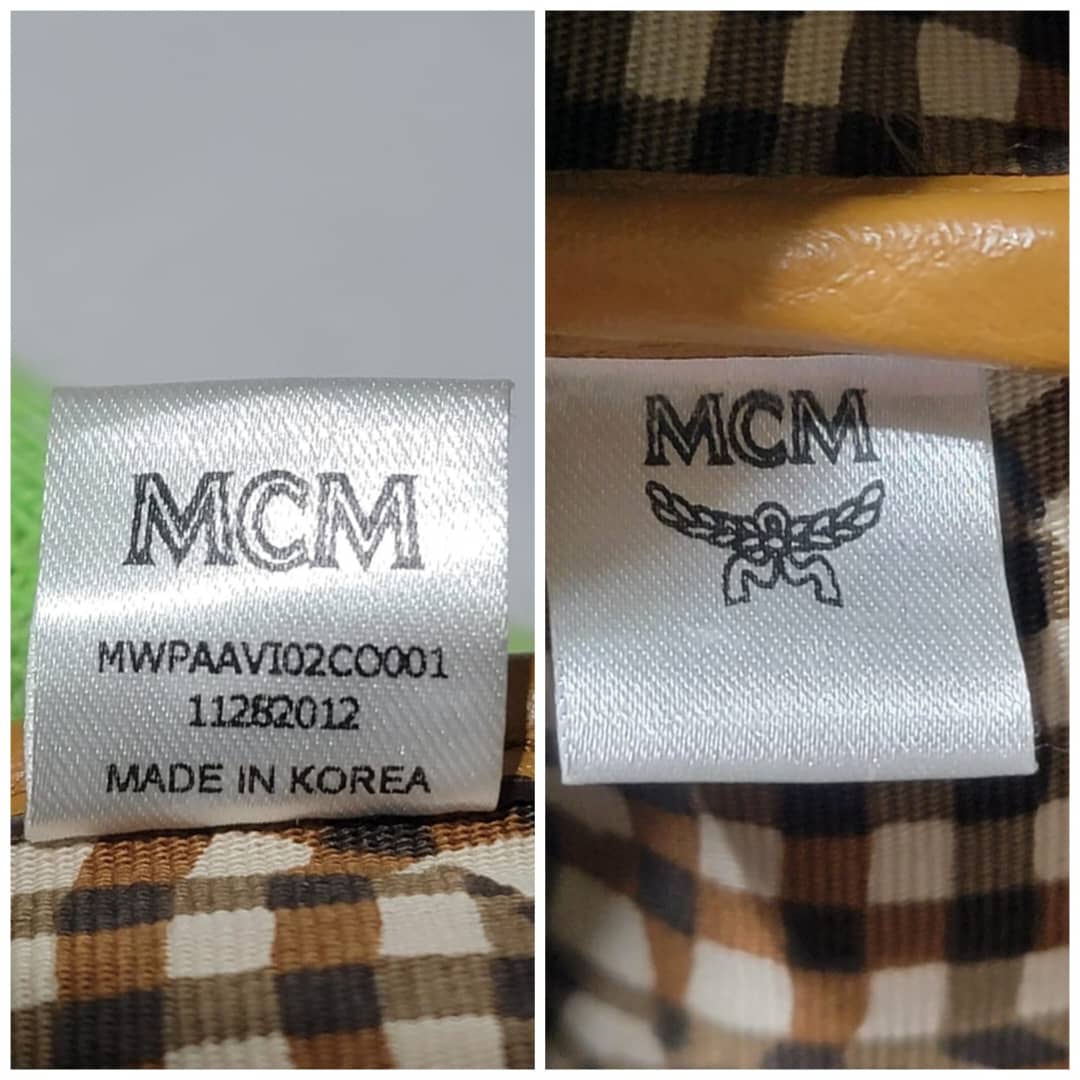 MCM
MWPAAVI02CO001
11282012
MADE IN KOREA
MCM